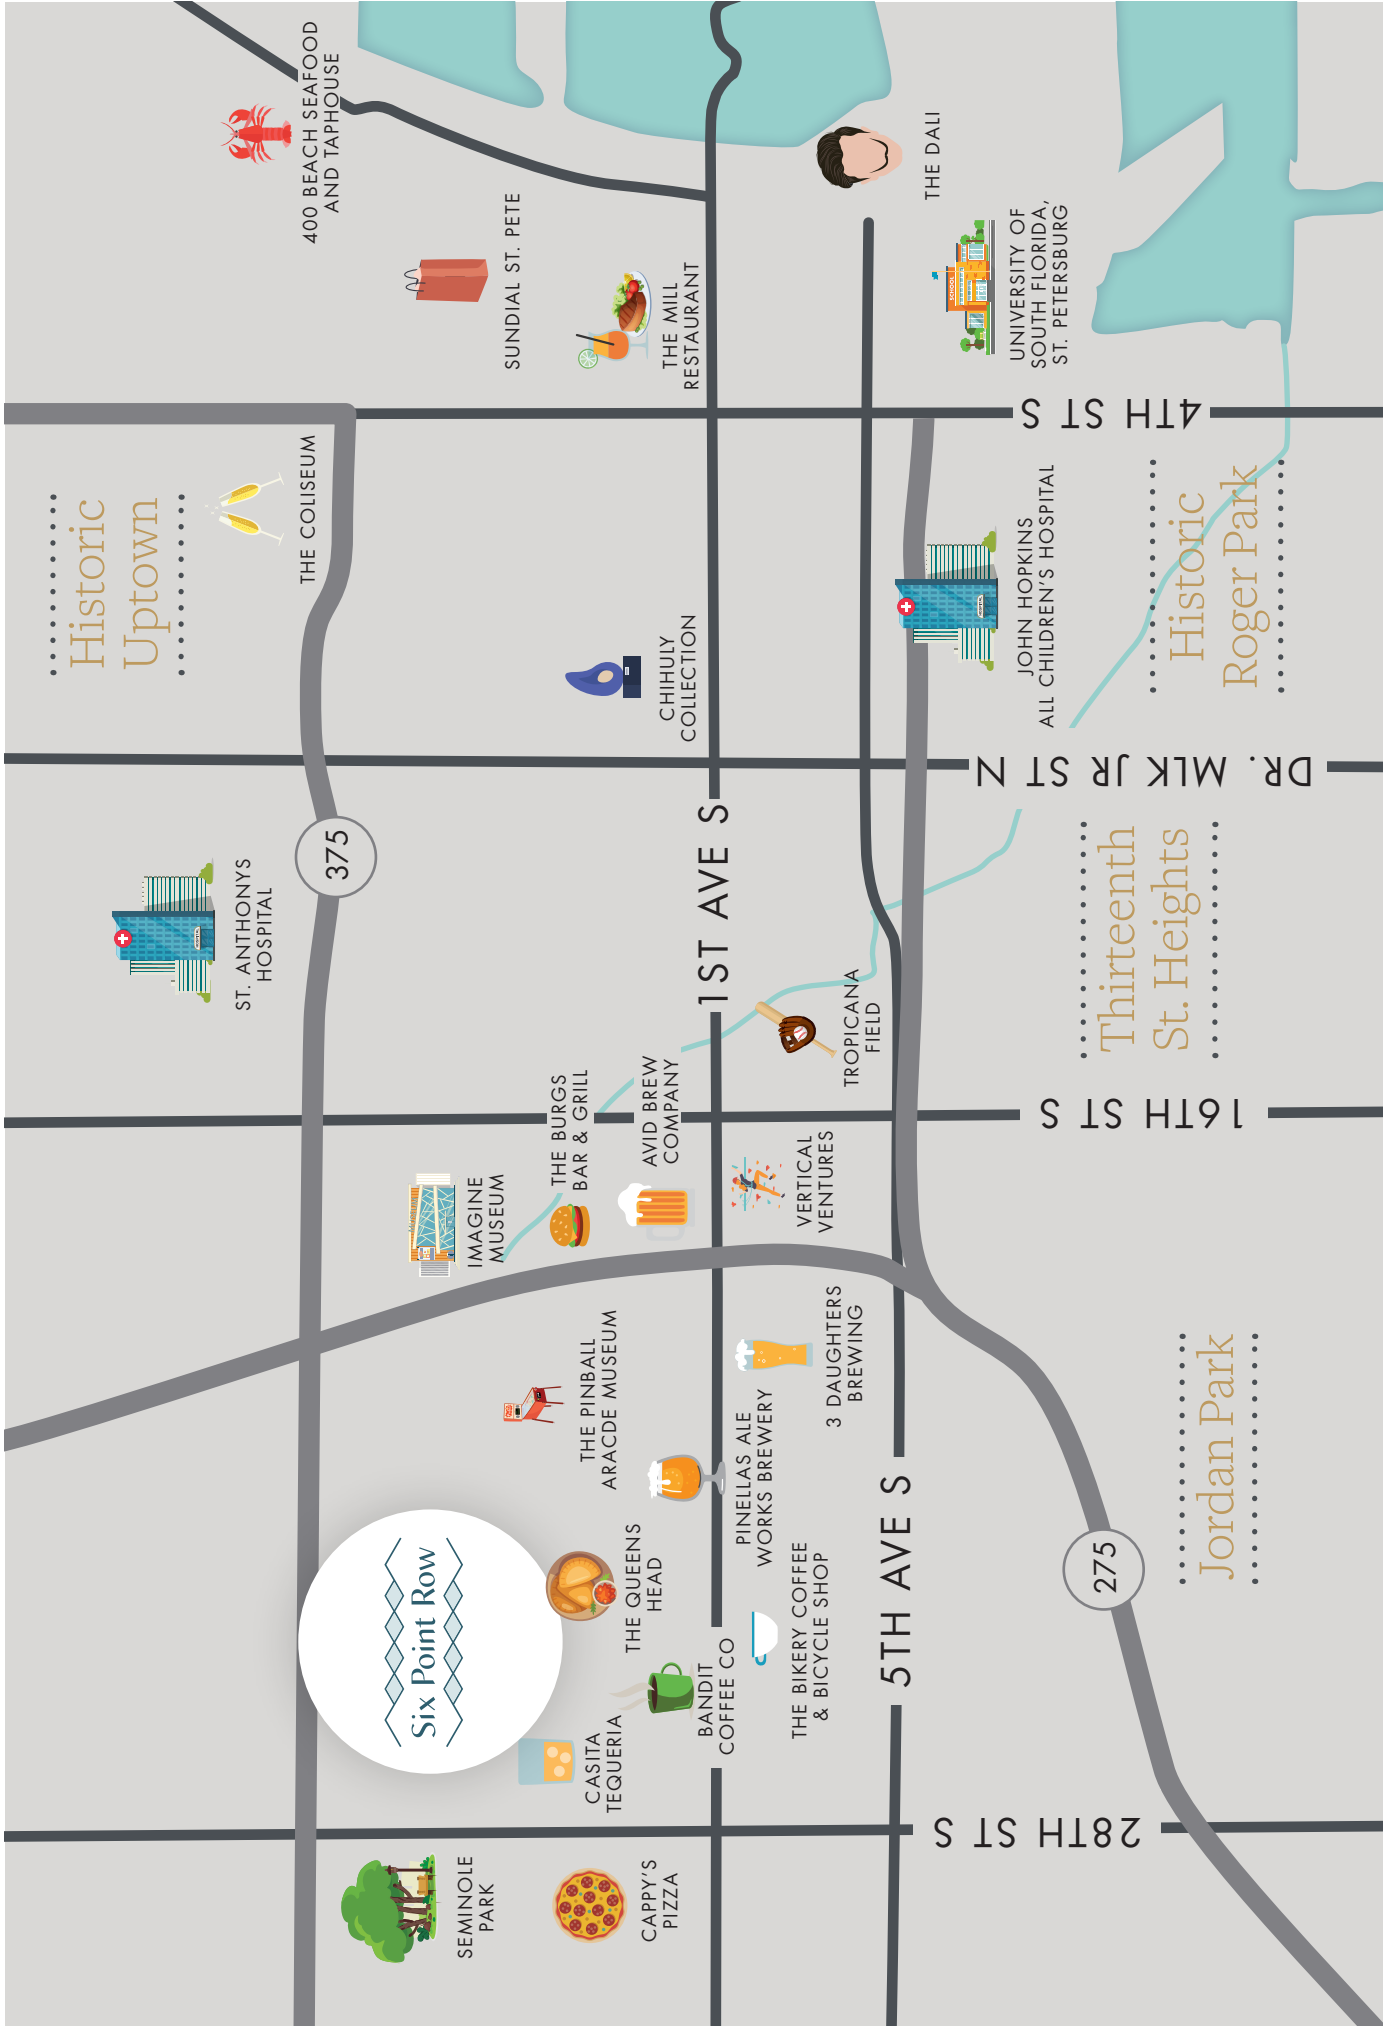 Historic
Uptown
400 BEACH SEAFOOD
AND TAPHOUSE
THE COLISEUM
ST. ANTHONYS
HOSPITAL
375
SUNDIAL ST. PETE
THE MILL
RESTAURANT
CHIHULY
COLLECTION
IMAGINE
MUSEUM
THE BURGS
BAR & GRILL
AVID BREW
COMPANY
1ST AVE S
TROPICANA
FIELD
VERTICAL
VENTURES
THE DALI
SCHOOL
UNIVERSITY OF
SOUTH FLORIDA,
ST. PETERSBURG
4TH ST S
HOSPITAL
JOHN HOPKINS
ALL CHILDREN'S HOSPITAL
Historic
Roger Park
DR. MLK JR ST N
Thirteenth
St. Heights
16TH ST S
THE PINBALL
ARACDE MUSEUM
3 DAUGHTERS
BREWING
PINELLAS ALE
WORKS BREWERY
Six Point Row
THE QUEENS
HEAD
CASITA
TEQUERIA
BANDIT
COFFEE CO
THE BIKERY COFFEE
& BICYCLE SHOP
5TH AVE S
275
Jordan Park
28TH ST S
SEMINOLE
PARK
CAPPY'S
PIZZA